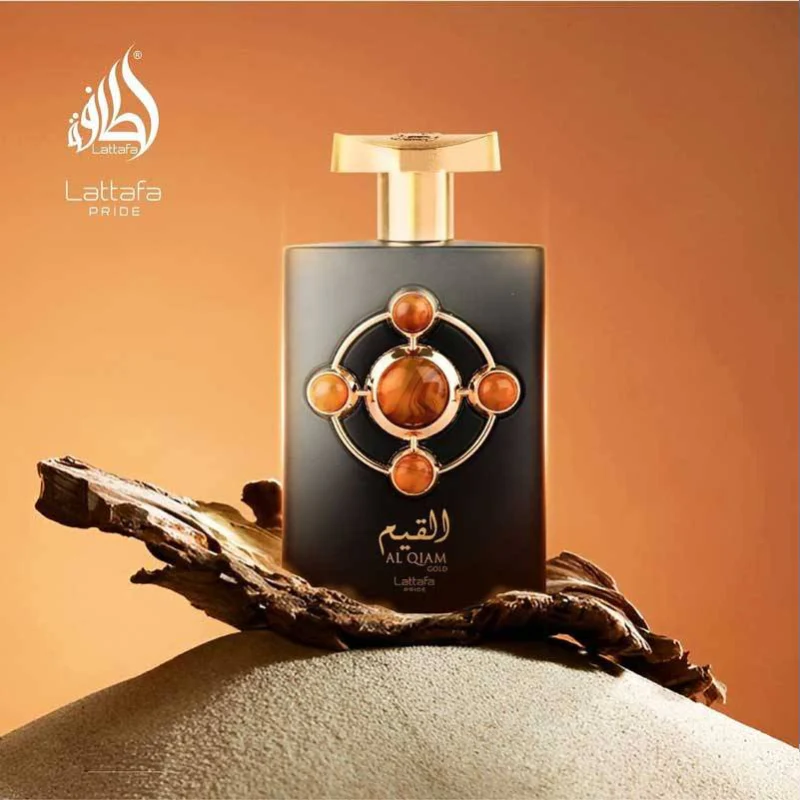 لطافة®
Lattafa
Lattafa
PRIDE
القيم
AL QIAM
GOLD
Lattafa
PRIDE